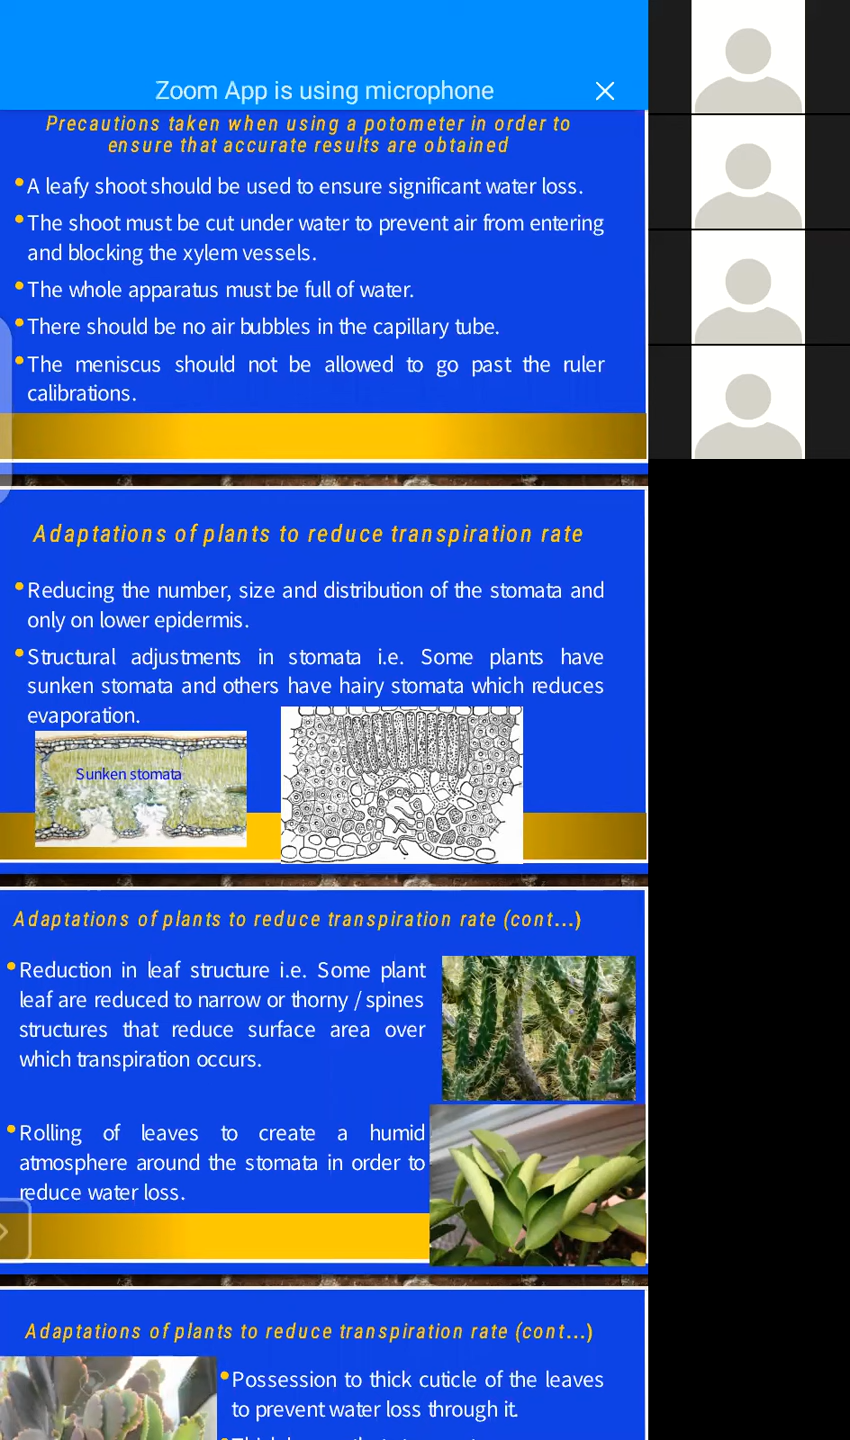 Zoom App is using microphone
Precautions taken when using a potometer in order to
ensure that accurate results are obtained
•A leafy shoot should be used to ensure significant water loss.
•The shoot must be cut under water to prevent air from entering
and blocking the xylem vessels.
•The whole apparatus must be full of water.
•There should be no air bubbles in the capillary tube.
•The meniscus should not be allowed to go past the ruler
calibrations.
Adaptations of plants to reduce transpiration rate
•Reducing the number, size and distribution of the stomata and
only on lower epidermis.
•Structural adjustments in stomata i.e. Some plants have
sunken stomata and others have hairy stomata which reduces
evaporation.
Sunken stomata
Adaptations of plants to reduce transpiration rate (cont...)
•Reduction in leaf structure i.e. Some plant
leaf are reduced to narrow or thorny / spines
structures that reduce surface area over
which transpiration occurs.
•Rolling of leaves to create a humid
atmosphere around the stomata in order to
reduce water loss.
Adaptations of plants to reduce transpiration rate (cont...)
•Possession to thick cuticle of the leaves
to prevent water loss through it.